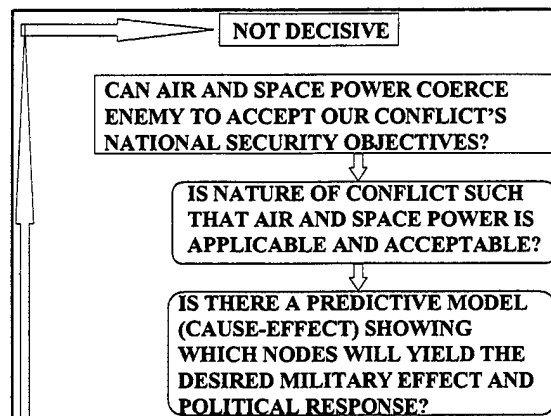 NOT DECISIVE
CAN AIR AND SPACE POWER COERCE
ENEMY TO ACCEPT OUR CONFLICT'S
NATIONAL SECURITY OBJECTIVES?
IS NATURE OF CONFLICT SUCH
THAT AIR AND SPACE POWER IS
APPLICABLE AND ACCEPTABLE?
IS THERE A PREDICTIVE MODEL
(CAUSE-EFFECT) SHOWING
WHICH NODES WILL YIELD THE
DESIRED MILITARY EFFECT AND
POLITICAL RESPONSE?